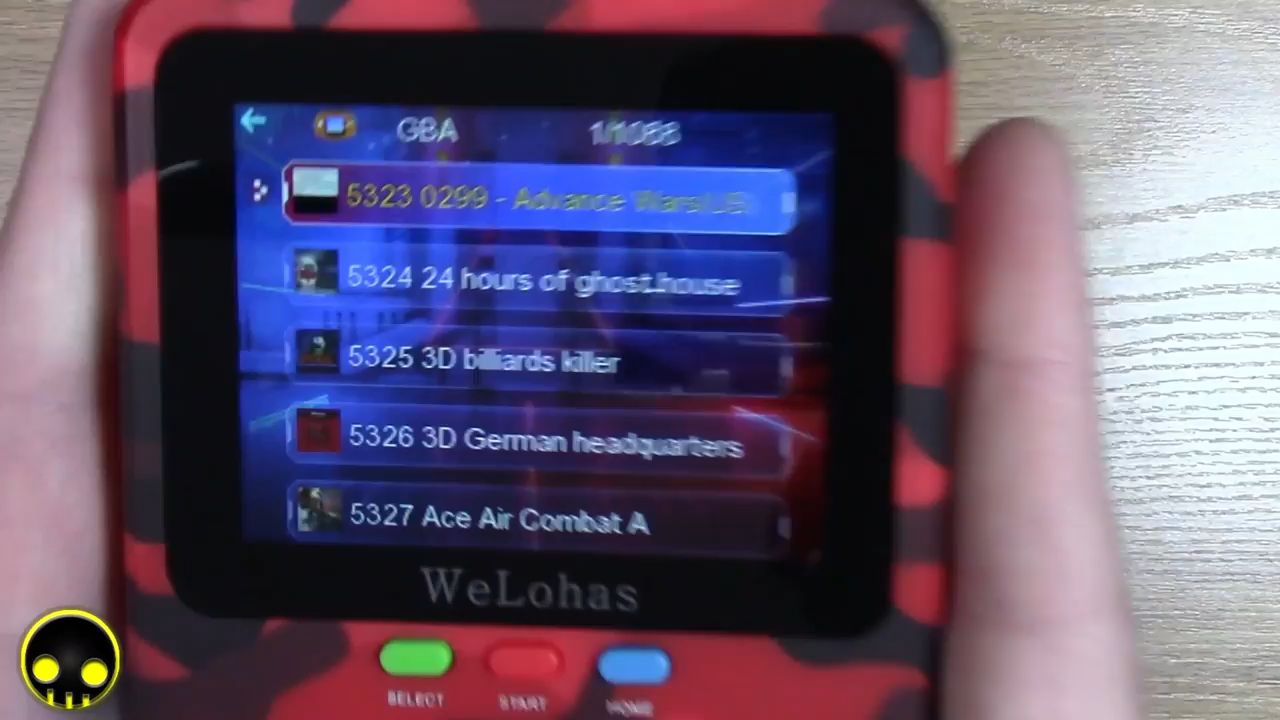 GBA 1/1088
5323 0299 - Advance Wars(US
5324 24 hours of ghost.house
5325 3D billiards killer
5326 3D German headquarters
5327 Ace Air Combat A
WeLohas
SELECT START HOME